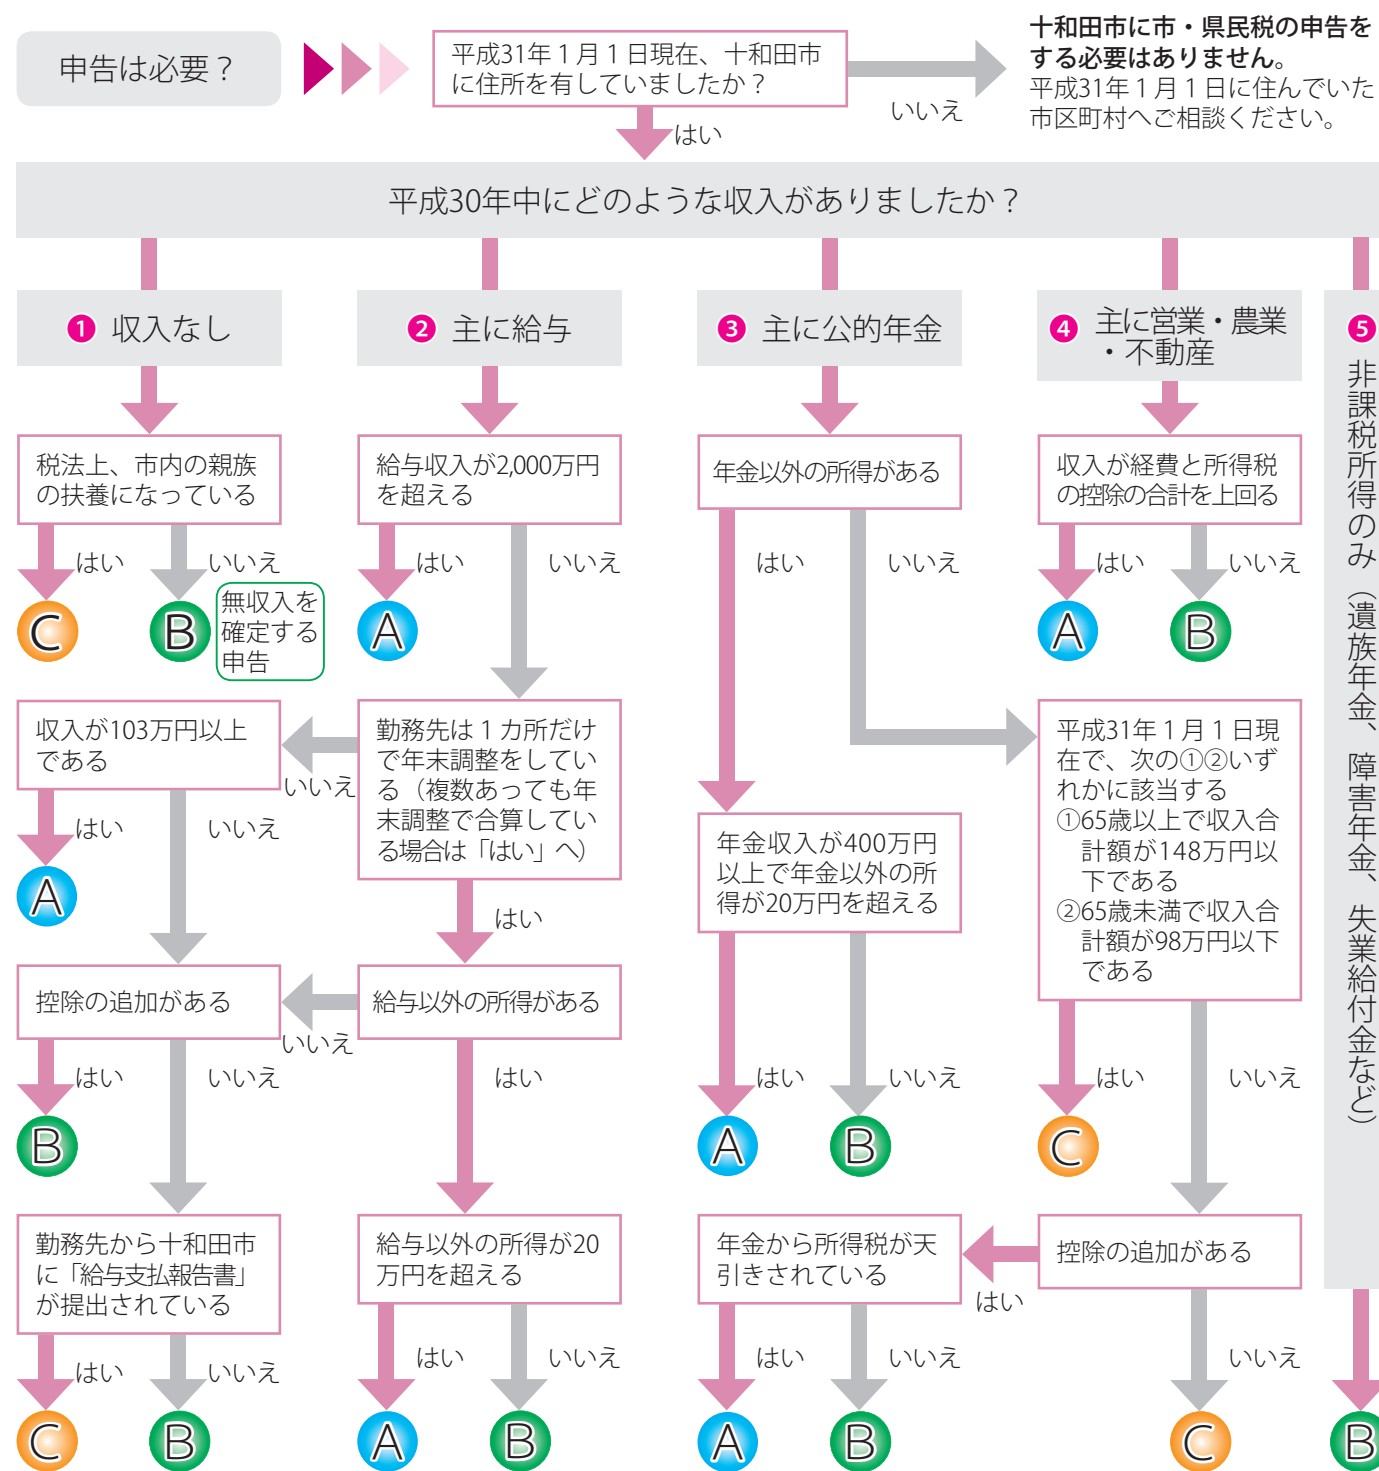 申告は必要？
平成31年１月１日現在、十和田市
に住所を有していましたか？
いいえ
はい
十和田市に市・県民税の申告を
する必要はありません。
平成31年１月１日に住んでいた
市区町村へご相談ください。
平成30年中にどのような収入がありましたか？
❶ 収入なし
税法上、市内の親族
の扶養になっている
はい
いいえ
C
B
無収入を
確定する
申告
❷ 主に給与
給与収入が2,000万円
を超える
はい
いいえ
A
勤務先は１カ所だけ
で年末調整をしてい
る（複数あっても年
末調整で合算してい
る場合は「はい」へ）
いいえ
はい
収入が103万円以上
である
はい
いいえ
A
給与以外の所得がある
いいえ
はい
控除の追加がある
はい
いいえ
B
勤務先から十和田市
に「給与支払報告書」
が提出されている
はい
いいえ
C
B
給与以外の所得が20
万円を超える
はい
いいえ
A
B
❸ 主に公的年金
年金以外の所得がある
はい
いいえ
年金収入が400万円
以上で年金以外の所
得が20万円を超える
はい
いいえ
A
B
平成31年１月１日現
在で、次の①②いず
れかに該当する
①65歳以上で収入合
計額が148万円以
下である
②65歳未満で収入合
計額が98万円以下
である
はい
いいえ
C
控除の追加がある
はい
いいえ
C
年金から所得税が天
引きされている
はい
いいえ
A
B
❹ 主に営業・農業
・不動産
収入が経費と所得税
の控除の合計を上回る
はい
いいえ
A
B
❺
非課税所得のみ（遺族年金、障害年金、失業給付金など）
B